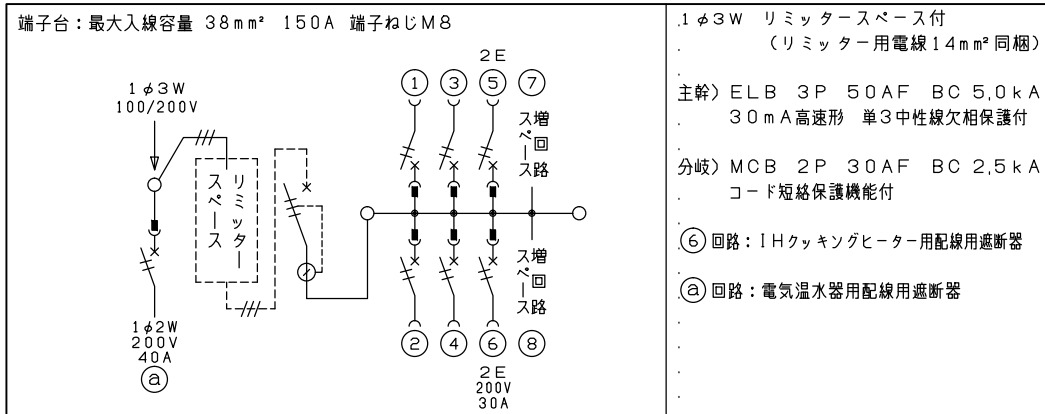 端子台：最大入線容量 38mm² 150A 端子ねじM8
1φ3W
100/200V
リミッター
スペース
1φ2W
200V
40A
ⓐ
2E
① ③ ⑤ ⑦
増回路
スペース
増回路
スペース
② ④ ⑥ ⑧
2E
200V
30A
1φ3W リミッタースペース付
（リミッター用電線14mm²同梱）
主幹）ELB 3P 50AF BC 5,0kA
30mA高速形 単3中性線欠相保護付
分岐）MCB 2P 30AF BC 2,5kA
コード短絡保護機能付
⑥回路：IHクッキングヒーター用配線用遮断器
ⓐ回路：電気温水器用配線用遮断器